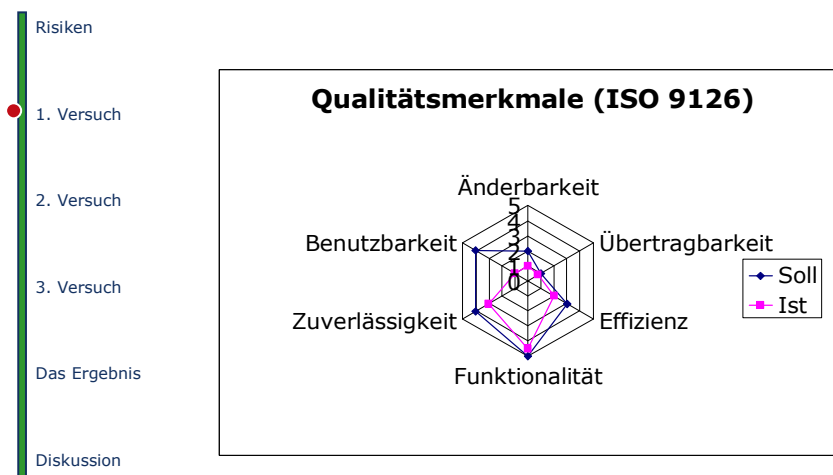 Risiken
1. Versuch
2. Versuch
3. Versuch
Das Ergebnis
Diskussion
Qualitätsmerkmale (ISO 9126)
Änderbarkeit
5
4
3
2
1
0
Benutzbarkeit
Übertragbarkeit
Zuverlässigkeit
Effizienz
Funktionalität
Soll
Ist